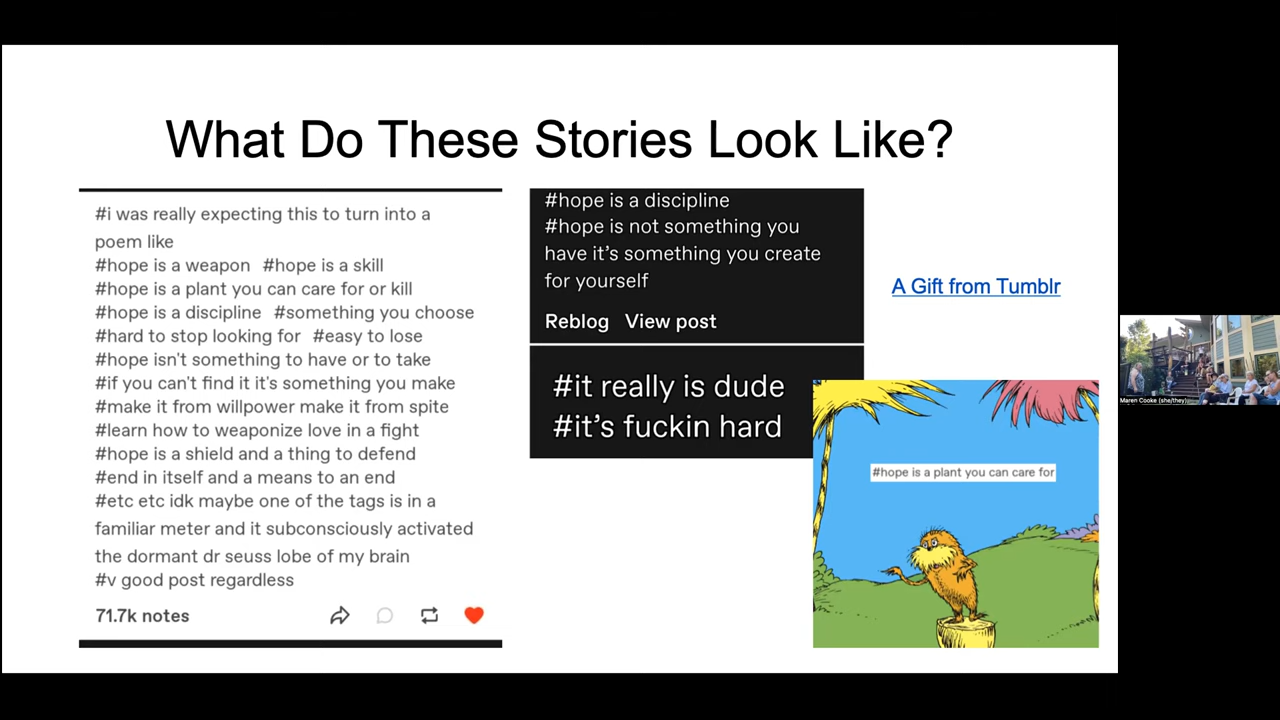 What Do These Stories Look Like?
#i was really expecting this to turn into a
poem like
#hope is a weapon #hope is a skill
#hope is a plant you can care for or kill
#hope is a discipline #something you choose
#hard to stop looking for #easy to lose
#hope isn't something to have or to take
#if you can't find it it's something you make
#make it from willpower make it from spite
#learn how to weaponize love in a fight
#hope is a shield and a thing to defend
#end in itself and a means to an end
#etc etc idk maybe one of the tags is in a
familiar meter and it subconsciously activated
the dormant dr seuss lobe of my brain
#v good post regardless
71.7k notes
#hope is a discipline
#hope is not something you
have it’s something you create
for yourself
Reblog View post
#it really is dude
#it’s fuckin hard
A Gift from Tumblr
#hope is a plant you can care for
Maren Cooke (she/they)